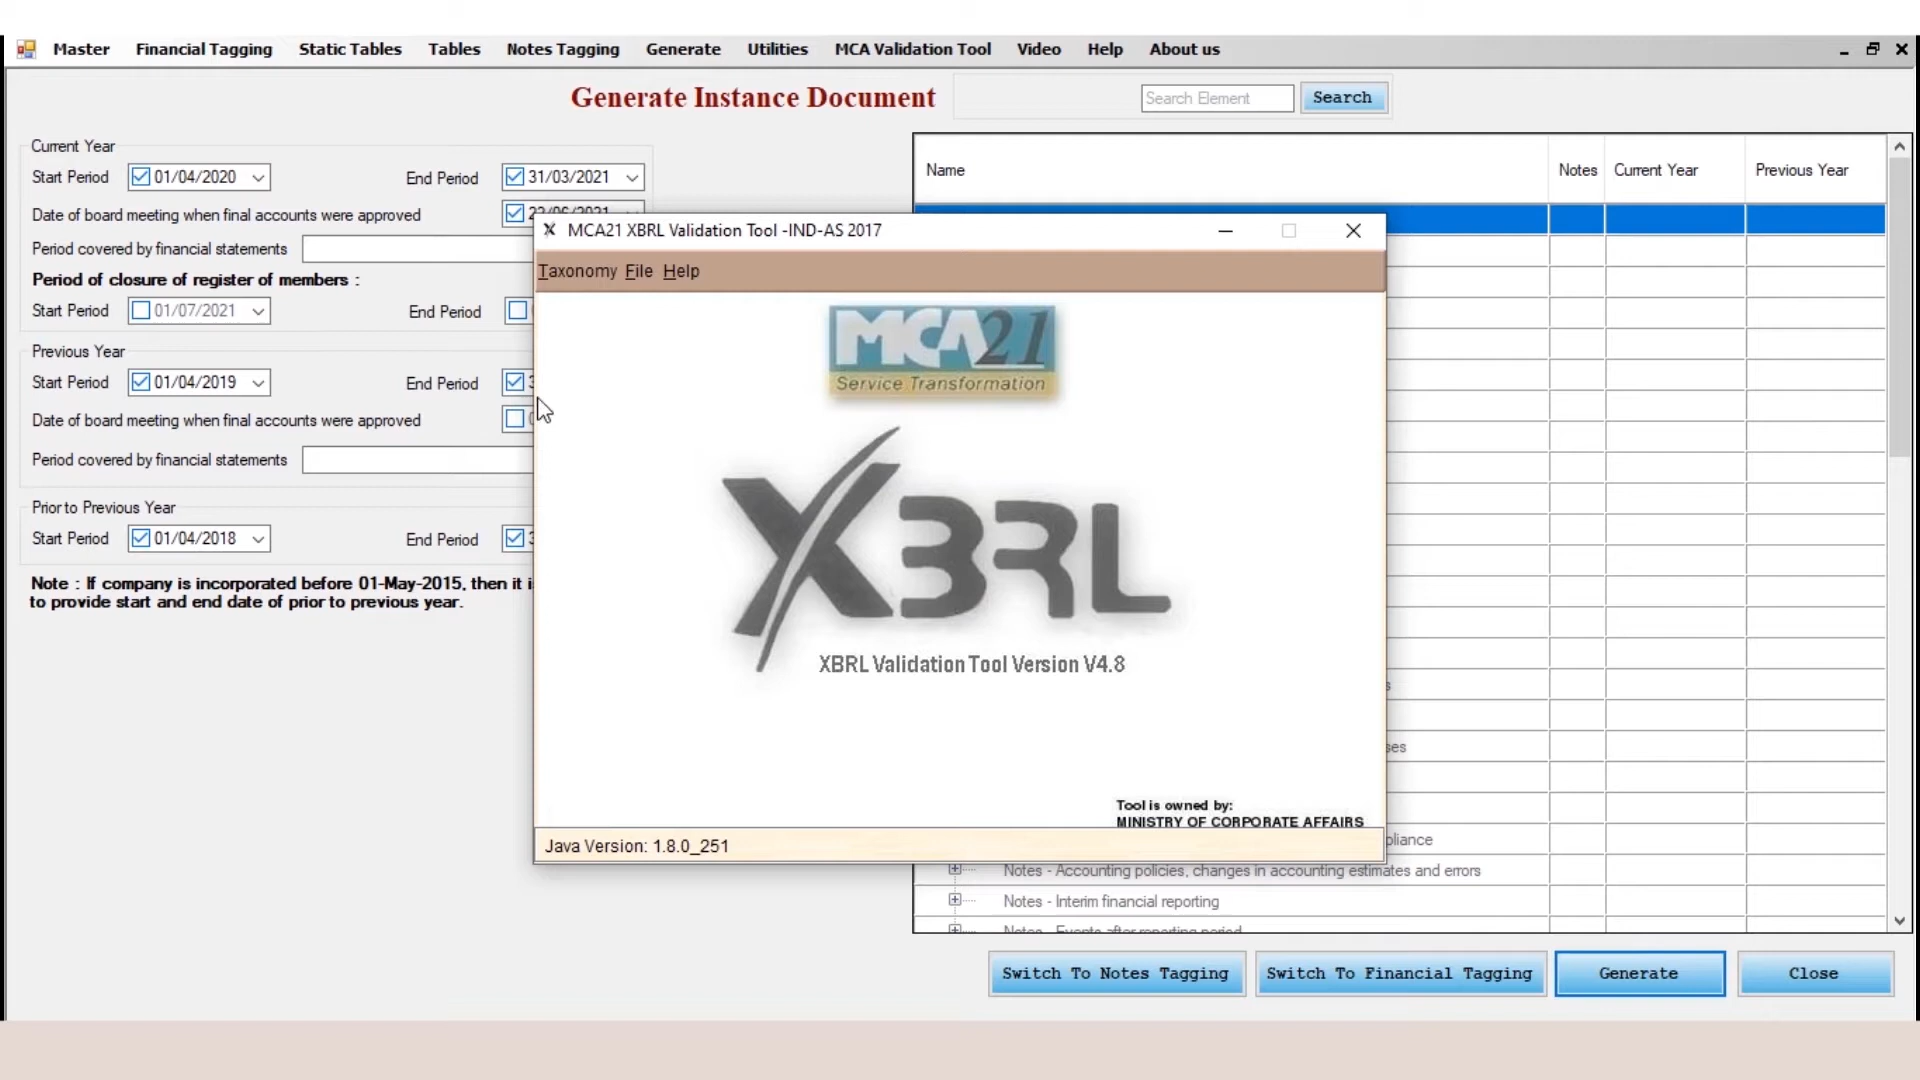 Master Financial Tagging Static Tables Tables Notes Tagging Generate Utilities MCA Validation Tool Video Help About us
Generate Instance Document
Search Element Search
Current Year
Start Period 01/04/2020 End Period 31/03/2021
Date of board meeting when final accounts were approved
Period covered by financial statements
Period of closure of register of members :
Start Period 01/07/2021 End Period
Previous Year
Start Period 01/04/2019 End Period
Date of board meeting when final accounts were approved
Period covered by financial statements
Prior to Previous Year
Start Period 01/04/2018 End Period
Note : If company is incorporated before 01-May-2015, then it
to provide start and end date of prior to previous year.
Name Notes Current Year Previous Year
MCA21 XBRL Validation Tool -IND-AS 2017
Taxonomy File Help
MCA21
Service Transformation
XBRL
XBRL Validation Tool Version V4.8
Tool is owned by:
MINISTRY OF CORPORATE AFFAIRS
Java Version: 1.8.0_251
Notes - Accounting policies, changes in accounting estimates and errors
Notes - Interim financial reporting
Notes - Events after reporting period
Switch To Notes Tagging Switch To Financial Tagging Generate Close